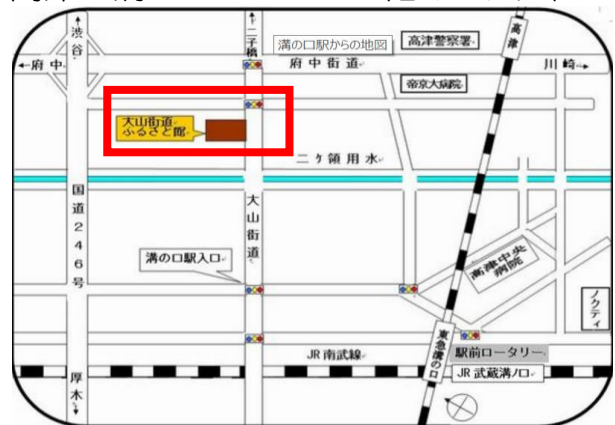 渋谷
二子橋
溝の口駅からの地図
高津警察署
高津
←府中
府中街道
川崎→
帝京大病院
大山街道
ふるさと館
二ケ領用水
国道246号
大山街道
溝の口駅入口
高津中央
病院
ノクティ
東急溝の口
駅前ロータリー
JR南武線
JR武蔵溝ノ口
厚木